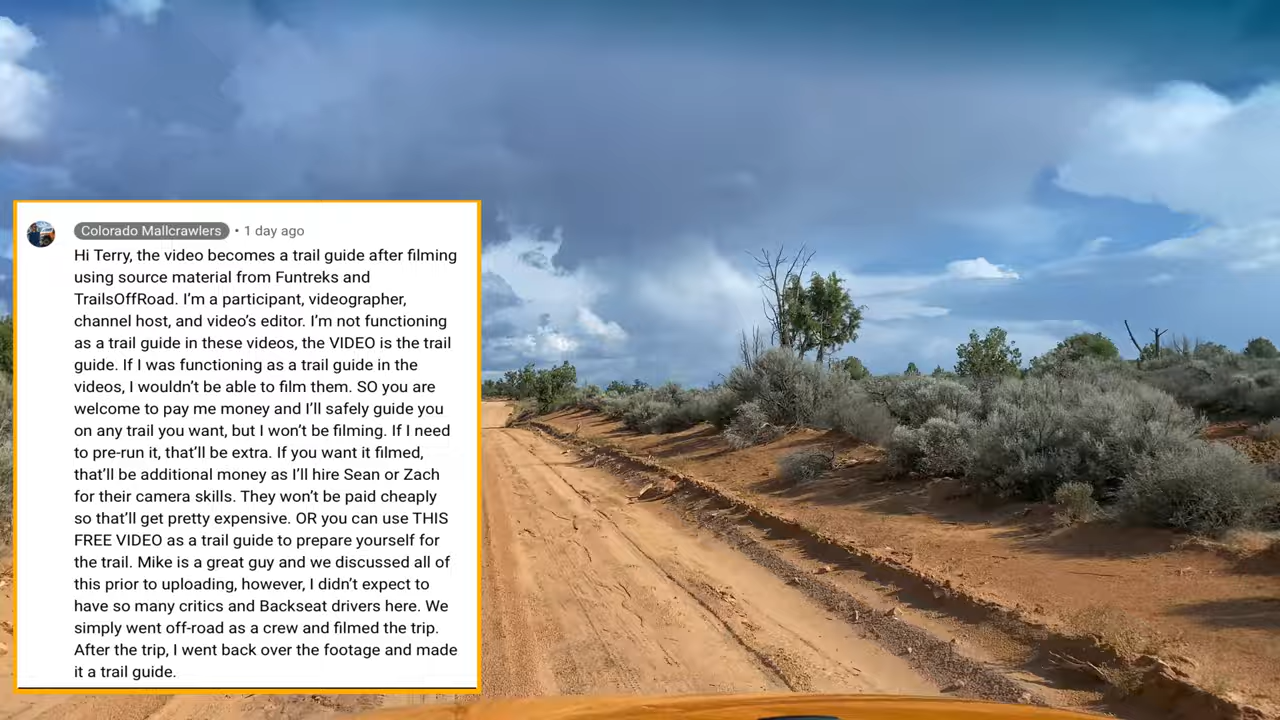 Colorado Mallcrawlers • 1 day ago
Hi Terry, the video becomes a trail guide after filming
using source material from Funtreks and
TrailsOffRoad. I’m a participant, videographer,
channel host, and video’s editor. I’m not functioning
as a trail guide in these videos, the VIDEO is the trail
guide. If I was functioning as a trail guide in the
videos, I wouldn’t be able to film them. SO you are
welcome to pay me money and I’ll safely guide you
on any trail you want, but I won’t be filming. If I need
to pre-run it, that’ll be extra. If you want it filmed,
that’ll be additional money as I’ll hire Sean or Zach
for their camera skills. They won’t be paid cheaply
so that’ll get pretty expensive. OR you can use THIS
FREE VIDEO as a trail guide to prepare yourself for
the trail. Mike is a great guy and we discussed all of
this prior to uploading, however, I didn’t expect to
have so many critics and Backseat drivers here. We
simply went off-road as a crew and filmed the trip.
After the trip, I went back over the footage and made
it a trail guide.